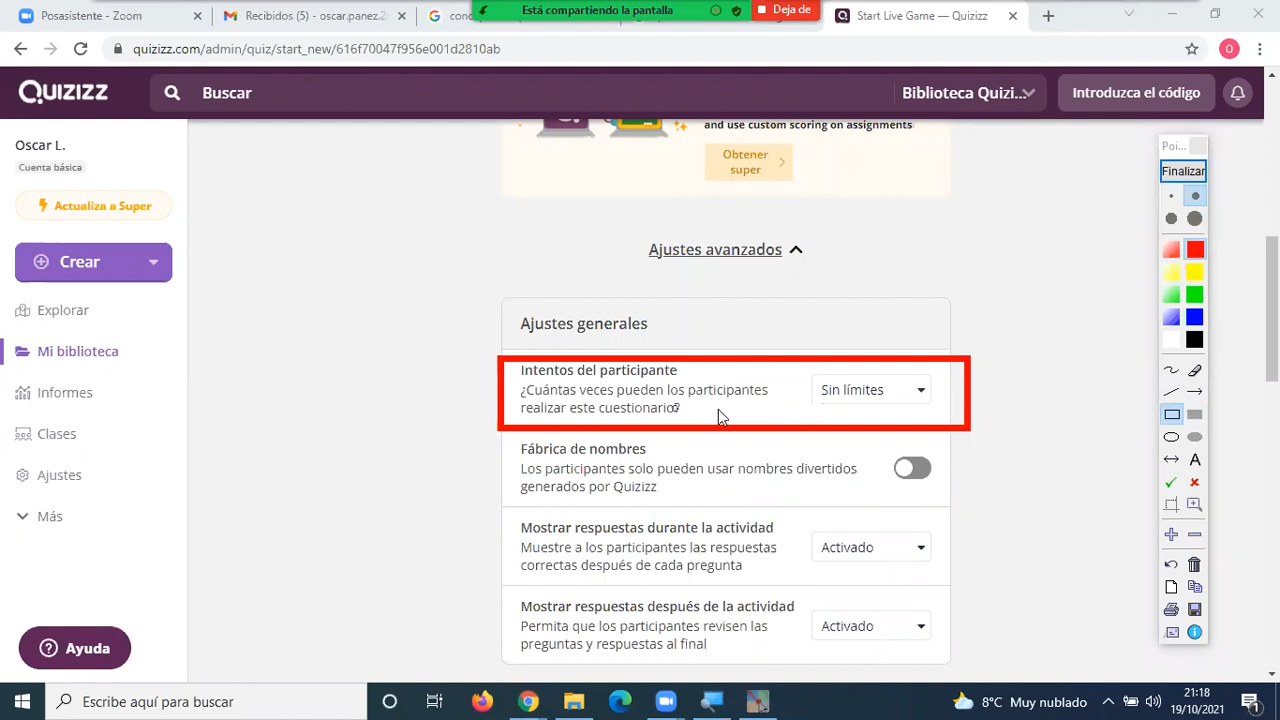 Posasistemas - Zoom
Recibidos (5) - oscar.panez.2
Está compartiendo la pantalla
Deja de
Start Live Game — Quizizz
quizizz.com/admin/quiz/start_new/616f70047f956e001d2810ab
O
Quizizz
Buscar
Biblioteca Quizi...
Introduzca el código
Oscar L.
Cuenta básica
Actualiza a Super
Crear
Explorar
Mi biblioteca
Informes
Clases
Ajustes
Más
Ayuda
and use custom scoring on assignments
Obtener
super
Ajustes avanzados
Ajustes generales
Intentos del participante
¿Cuántas veces pueden los participantes
realizar este cuestionario?
Sin límites
Fábrica de nombres
Los participantes solo pueden usar nombres divertidos
generados por Quizizz
Mostrar respuestas durante la actividad
Muestre a los participantes las respuestas
correctas después de cada pregunta
Activado
Mostrar respuestas después de la actividad
Permita que los participantes revisen las
preguntas y respuestas al final
Activado
Poi...
Finalizar
A
Escribe aquí para buscar
8°C Muy nublado
21:18
19/10/2021
1